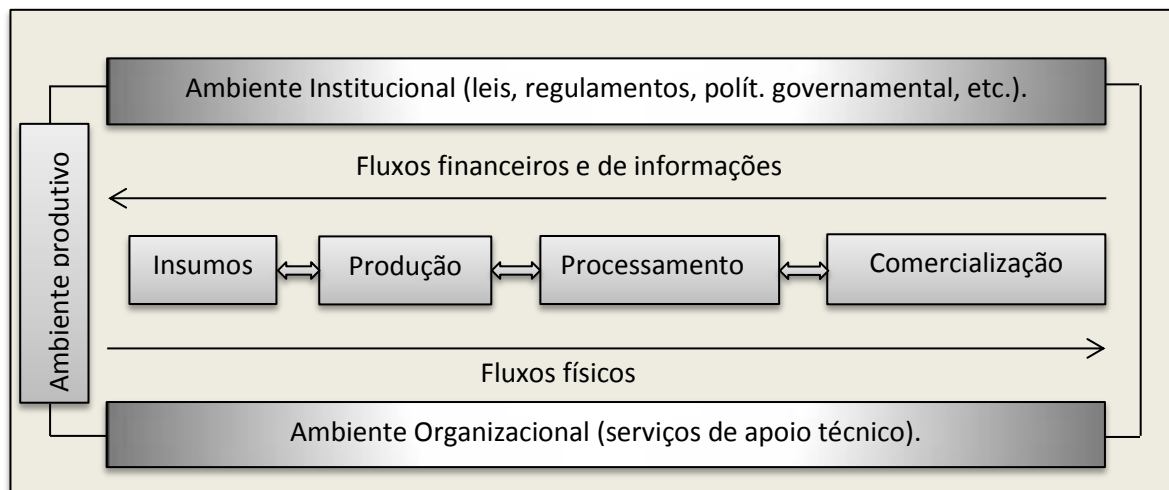 Ambiente Institucional (leis, regulamentos, polít. governamental, etc.).
Fluxos financeiros e de informações
Ambiente produtivo
Insumos
Produção
Processamento
Comercialização
Fluxos físicos
Ambiente Organizacional (serviços de apoio técnico).